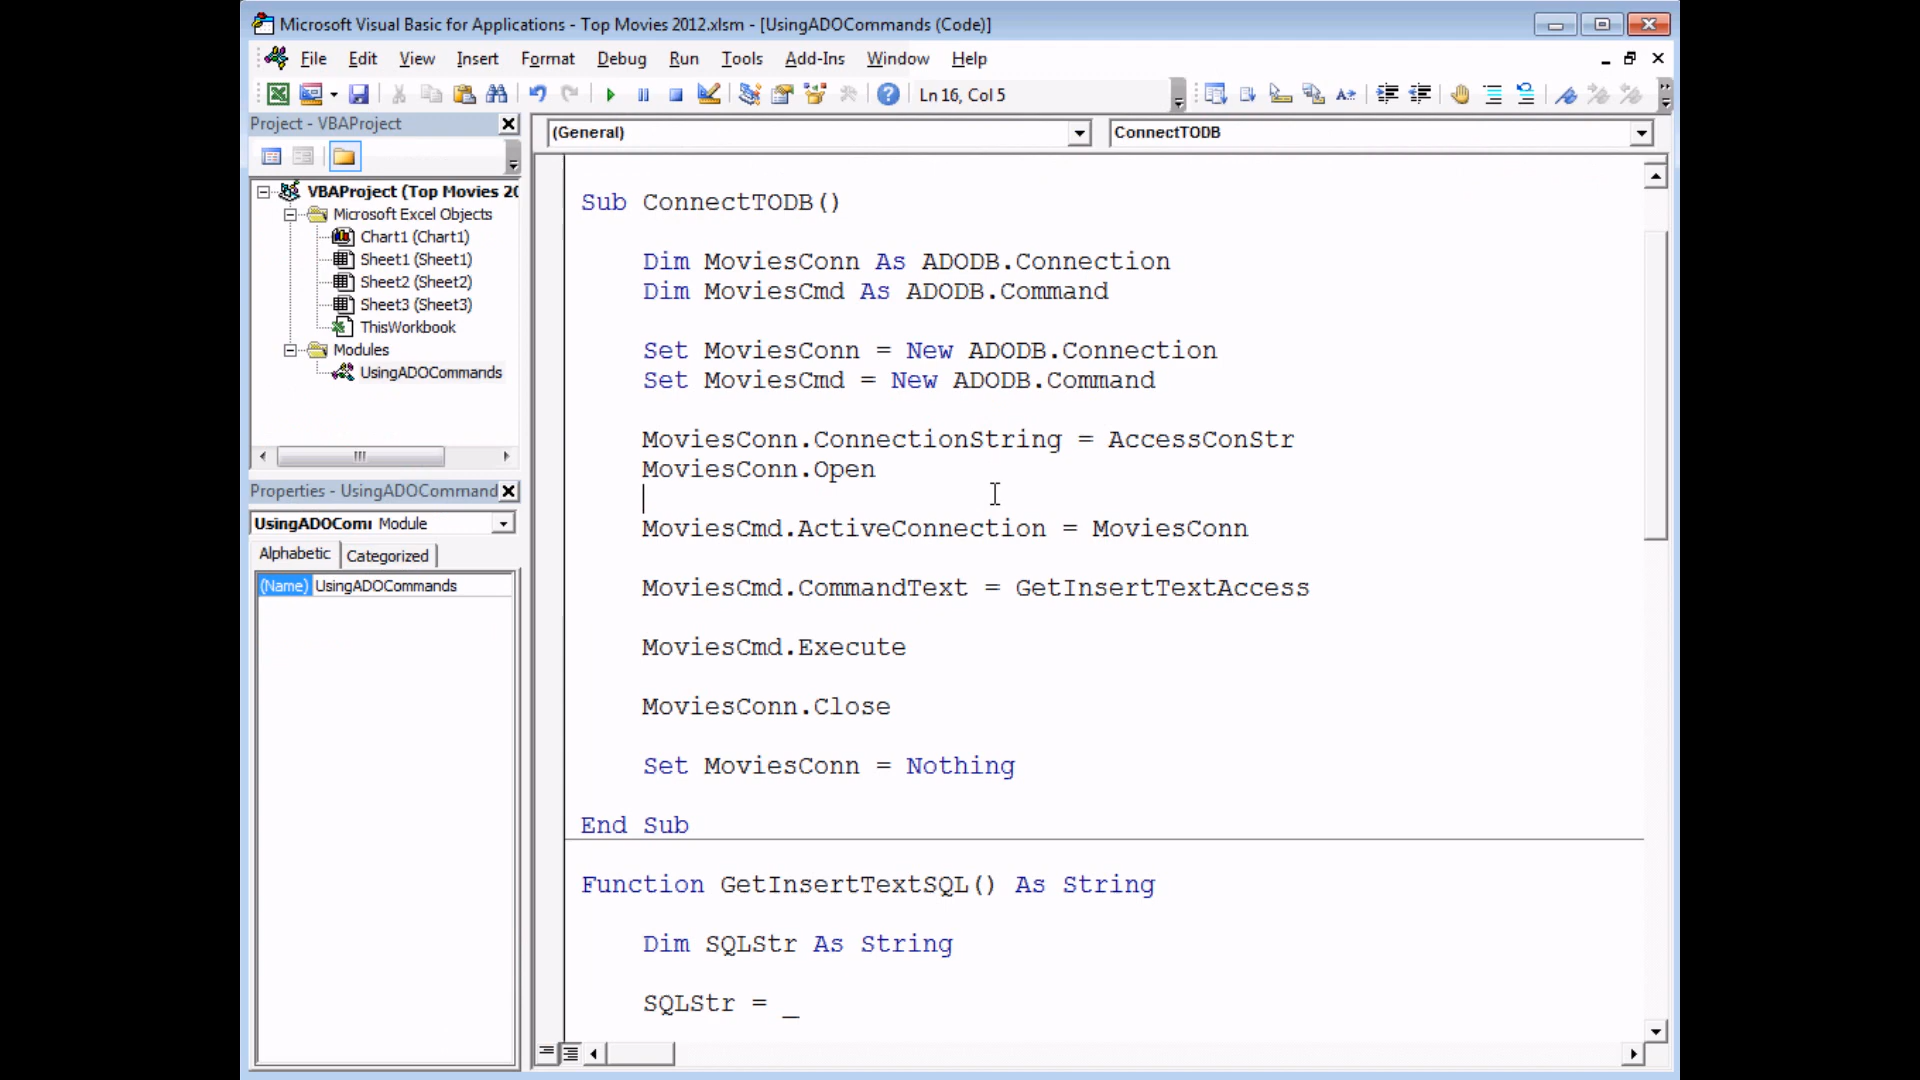 Microsoft Visual Basic for Applications - Top Movies 2012.xlsm - [UsingADOCommands (Code)]
File Edit View Insert Format Debug Run Tools Add-Ins Window Help
Ln 16, Col 5
Project - VBAProject
VBAProject (Top Movies 20
Microsoft Excel Objects
Chart1 (Chart1)
Sheet1 (Sheet1)
Sheet2 (Sheet2)
Sheet3 (Sheet3)
ThisWorkbook
Modules
UsingADOCommands
Properties - UsingADOCommand
UsingADOComi Module
Alphabetic Categorized
(Name) UsingADOCommands
(General) ConnectTODB
Sub ConnectTODB()
Dim MoviesConn As ADODB.Connection
Dim MoviesCmd As ADODB.Command
Set MoviesConn = New ADODB.Connection
Set MoviesCmd = New ADODB.Command
MoviesConn.ConnectionString = AccessConStr
MoviesConn.Open
MoviesCmd.ActiveConnection = MoviesConn
MoviesCmd.CommandText = GetInsertTextAccess
MoviesCmd.Execute
MoviesConn.Close
Set MoviesConn = Nothing
End Sub
Function GetInsertTextSQL() As String
Dim SQLStr As String
SQLStr = _